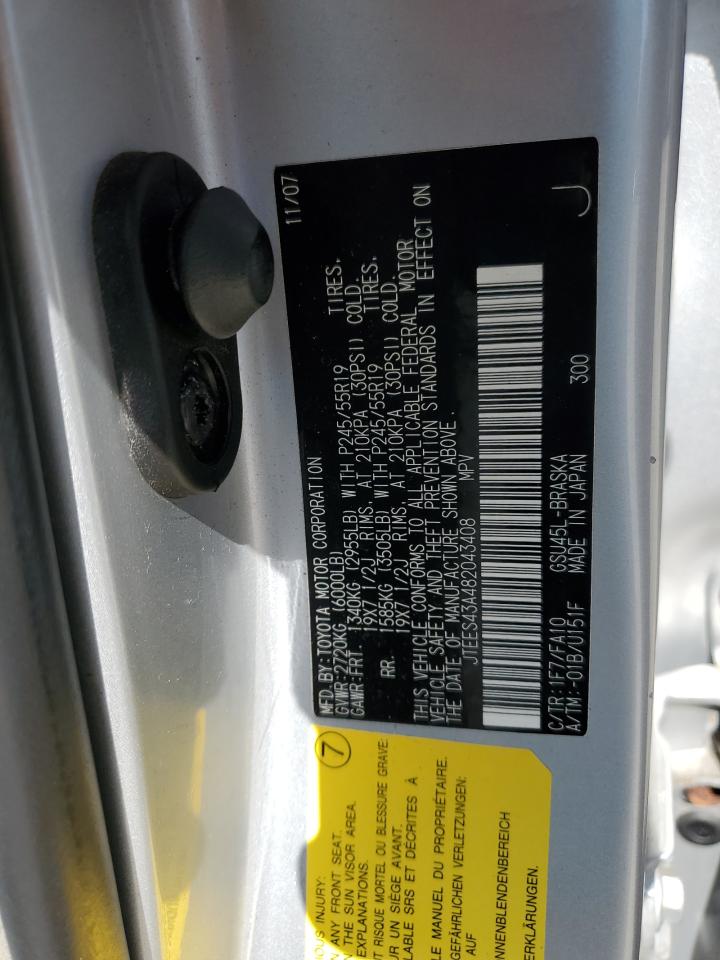 MFD.BY:TOYOTA MOTOR CORPORATION 11/07
GVWR:2720KG (6000LB)
GAWR:FRT. 1340KG (2955LB) WITH P245/55R19 TIRES,
19X7 1/2J RIMS, AT 210KPA (30PSI) COLD.
RR. 1585KG (3505LB) WITH P245/55R19 TIRES,
19X7 1/2J RIMS, AT 210KPA (30PSI) COLD.
THIS VEHICLE CONFORMS TO ALL APPLICABLE FEDERAL MOTOR
VEHICLE SAFETY AND THEFT PREVENTION STANDARDS IN EFFECT ON
THE DATE OF MANUFACTURE SHOWN ABOVE.
JTEES43A482043408 MPV
C/TR:1F7/FA10 GSU45L-BRASKA 300
A/TM:-01B/U151F MADE IN JAPAN J
7
INJURY:
ANY FRONT SEAT.
THE SUN VISOR AREA.
EXPLANATIONS.
RISQUE MORTEL OU BLESSURE GRAVE:
UR UN SIÈGE AVANT.
SRS ET DÉCRITES À
LE MANUEL DU PROPRIÉTAIRE.
GEFÄHRLICHEN VERLETZUNGEN:
AUF
NNENBLENDENBEREICH
ERKLÄRUNGEN.